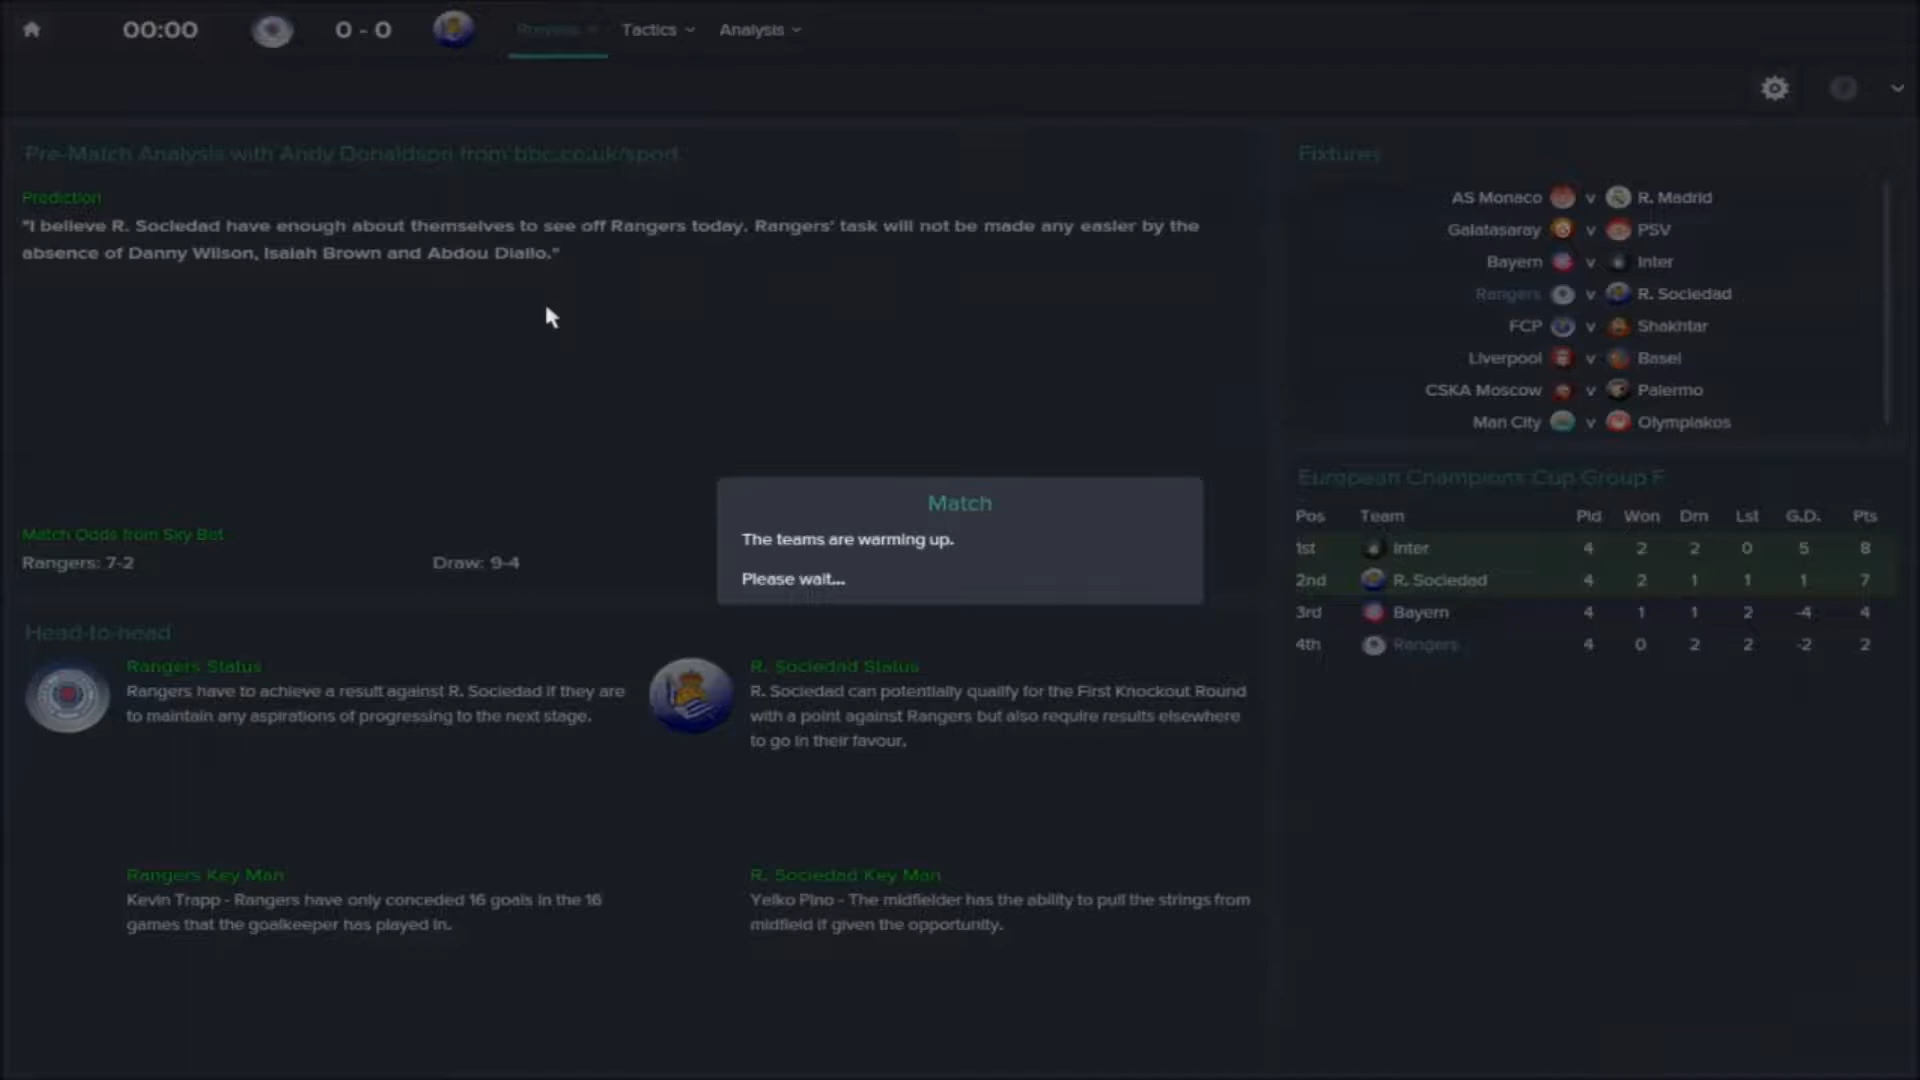 00:00 0 - 0 Preview Tactics Analysis
Pre-Match Analysis with Andy Donaldson from bbc.co.uk/sport
Prediction
"I believe R. Sociedad have enough about themselves to see off Rangers today. Rangers' task will not be made any easier by the
absence of Danny Wilson, Isaiah Brown and Abdou Diallo."
Match Odds from Sky Bet
Rangers: 7-2 Draw: 9-4
Match
The teams are warming up.
Please wait...
Head-to-head
Rangers Status
Rangers have to achieve a result against R. Sociedad if they are
to maintain any aspirations of progressing to the next stage.
R. Sociedad Status
R. Sociedad can potentially qualify for the First Knockout Round
with a point against Rangers but also require results elsewhere
to go in their favour.
Rangers Key Man
Kevin Trapp - Rangers have only conceded 16 goals in the 16
games that the goalkeeper has played in.
R. Sociedad Key Man
Yelko Pino - The midfielder has the ability to pull the strings from
midfield if given the opportunity.
Fixtures
AS Monaco v R. Madrid
Galatasaray v PSV
Bayern v Inter
Rangers v R. Sociedad
FCP v Shakhtar
Liverpool v Basel
CSKA Moscow v Palermo
Man City v Olympiakos
European Champions Cup Group F
Pos Team Pld Won Drn Lst G.D. Pts
1st Inter 4 2 2 0 5 8
2nd R. Sociedad 4 2 1 1 1 7
3rd Bayern 4 1 1 2 -4 4
4th Rangers 4 0 2 2 -2 2